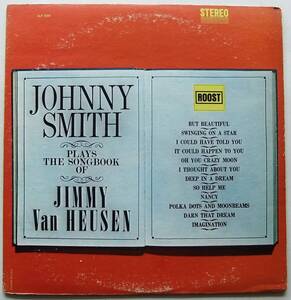 STEREO
JOHNNY
SMITH
PLAYS
THE SONGBOOK
OF
JIMMY
Van HEUSEN
ROOST
BUT BEAUTIFUL
SWINGING ON A STAR
I COULD HAVE TOLD YOU
IT COULD HAPPEN TO YOU
OH YOU CRAZY MOON
I THOUGHT ABOUT YOU
DEEP IN A DREAM
SO HELP ME
NANCY
POLKA DOTS AND MOONBEAMS
DARN THAT DREAM
IMAGINATION